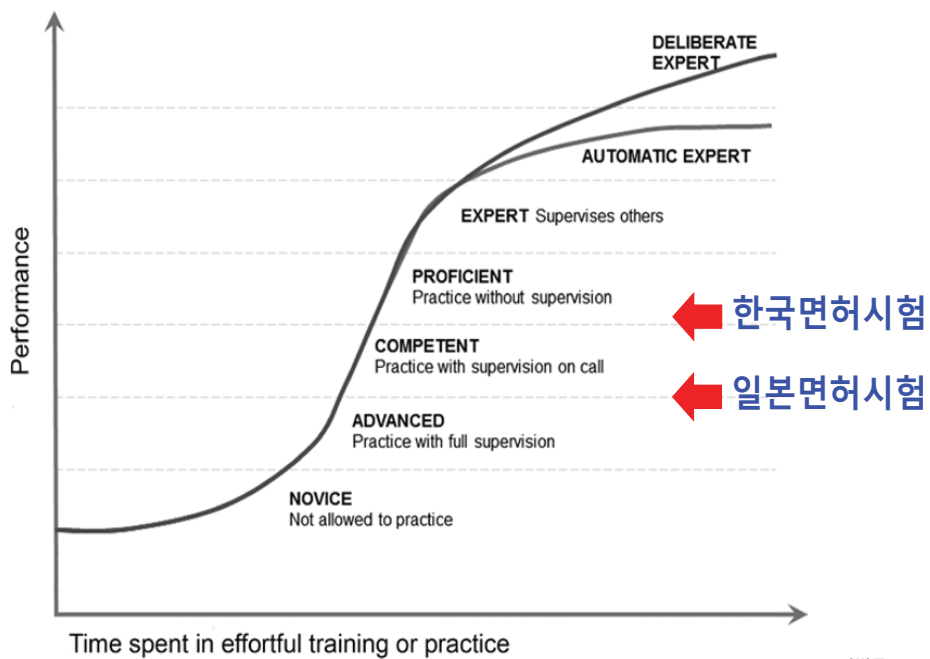 DELIBERATE
EXPERT
AUTOMATIC EXPERT
EXPERT Supervises others
PROFICIENT
Practice without supervision
한국면허시험
COMPETENT
Practice with supervision on call
일본면허시험
ADVANCED
Practice with full supervision
NOVICE
Not allowed to practice
Performance
Time spent in effortful training or practice